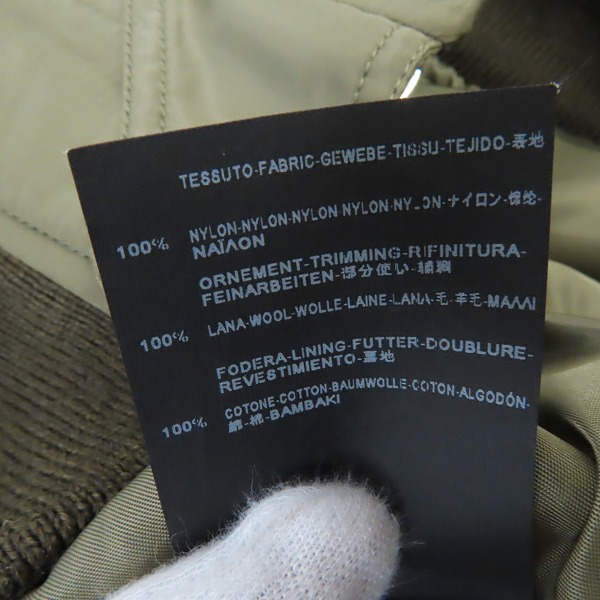 TESSUTO-FABRIC-GEWEBE-TISSU-TEJIDO-表地
100% NYLON-NYLON-NYLON-NYLON-NYLON-ナイロン-锦纶-
ΝΑΪΛΟΝ
ORNEMENT-TRIMMING-RIFINITURA-
FEINARBEITEN-部分使い-辅料
100% LANA-WOOL-WOLLE-LAINE-LANA-毛-羊毛-ΜΑΛΛΙ
FODERA-LINING-FUTTER-DOUBLURE-
REVESTIMIENTO-裏地
100% COTONE-COTTON-BAUMWOLLE-COTON-ALGODÓN-
綿-棉-BAMBAKI